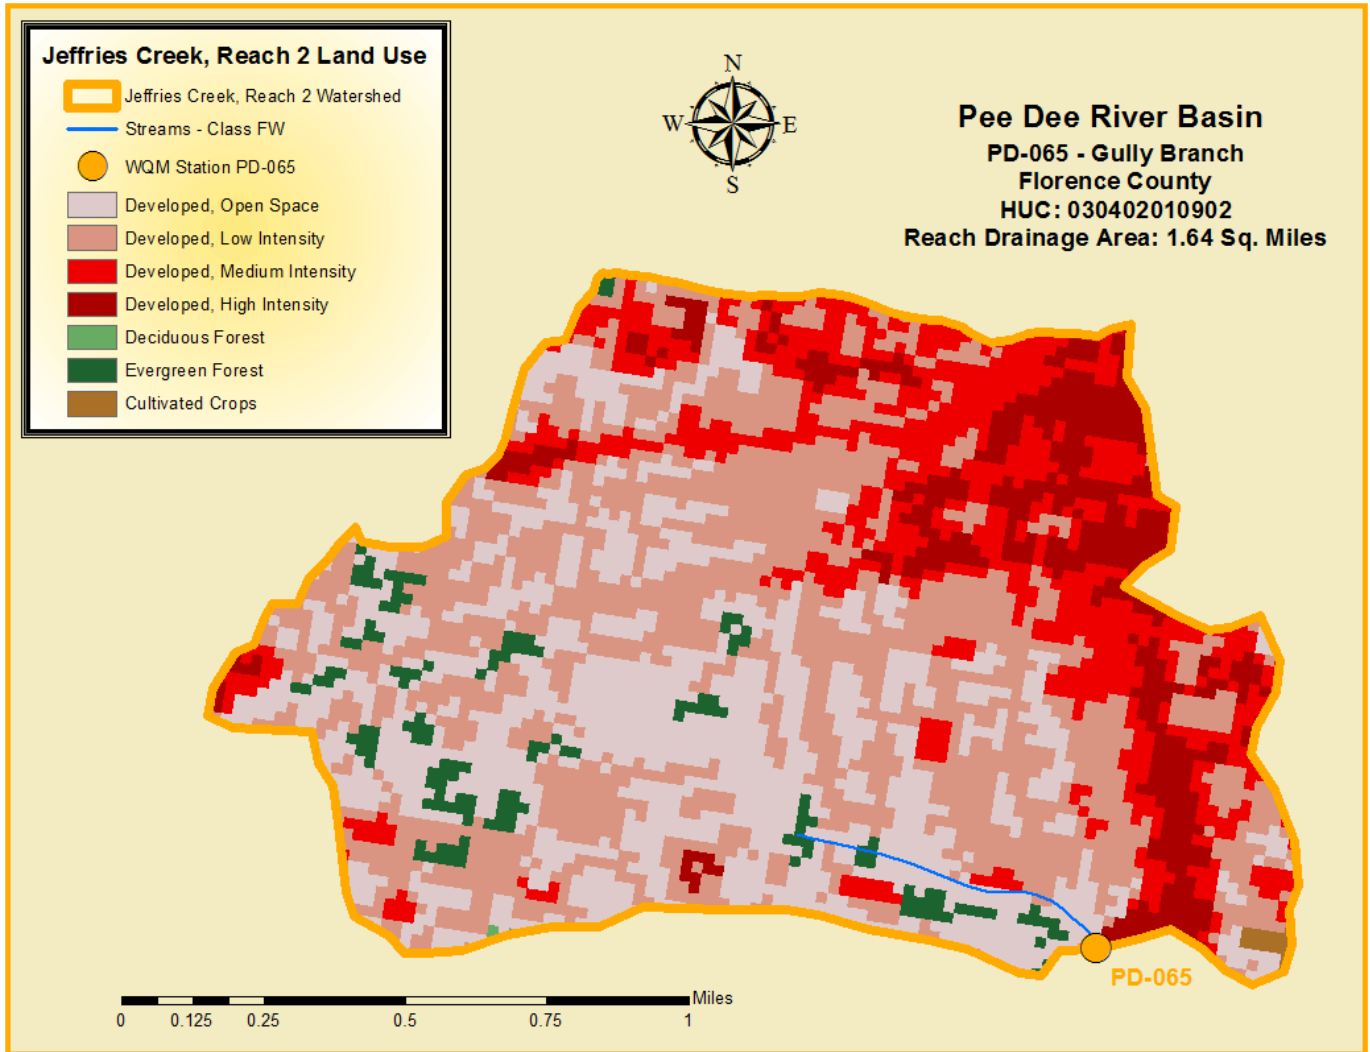 Jeffries Creek, Reach 2 Land Use
Jeffries Creek, Reach 2 Watershed
Streams - Class FW
WQM Station PD-065
Developed, Open Space
Developed, Low Intensity
Developed, Medium Intensity
Developed, High Intensity
Deciduous Forest
Evergreen Forest
Cultivated Crops
N
W E
S
Pee Dee River Basin
PD-065 - Gully Branch
Florence County
HUC: 030402010902
Reach Drainage Area: 1.64 Sq. Miles
PD-065
Miles
0 0.125 0.25 0.5 0.75 1